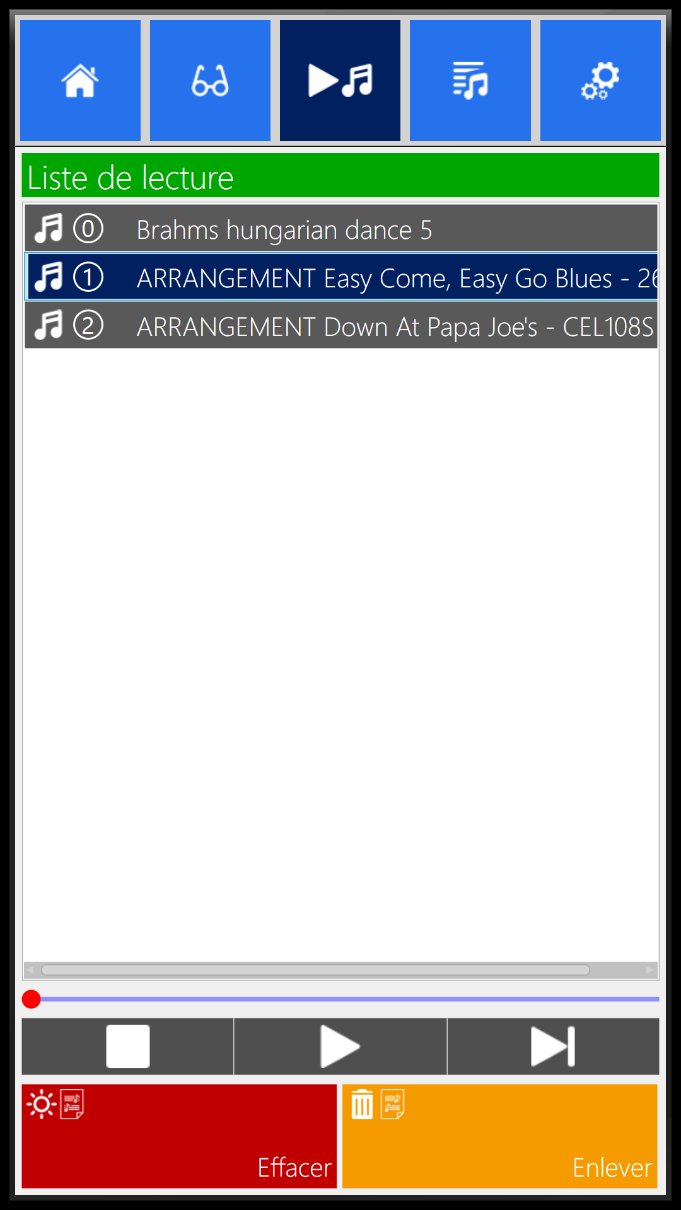 Liste de lecture
0 Brahms hungarian dance 5
1 ARRANGEMENT Easy Come, Easy Go Blues - 26
2 ARRANGEMENT Down At Papa Joe's - CEL108S
Effacer
Enlever